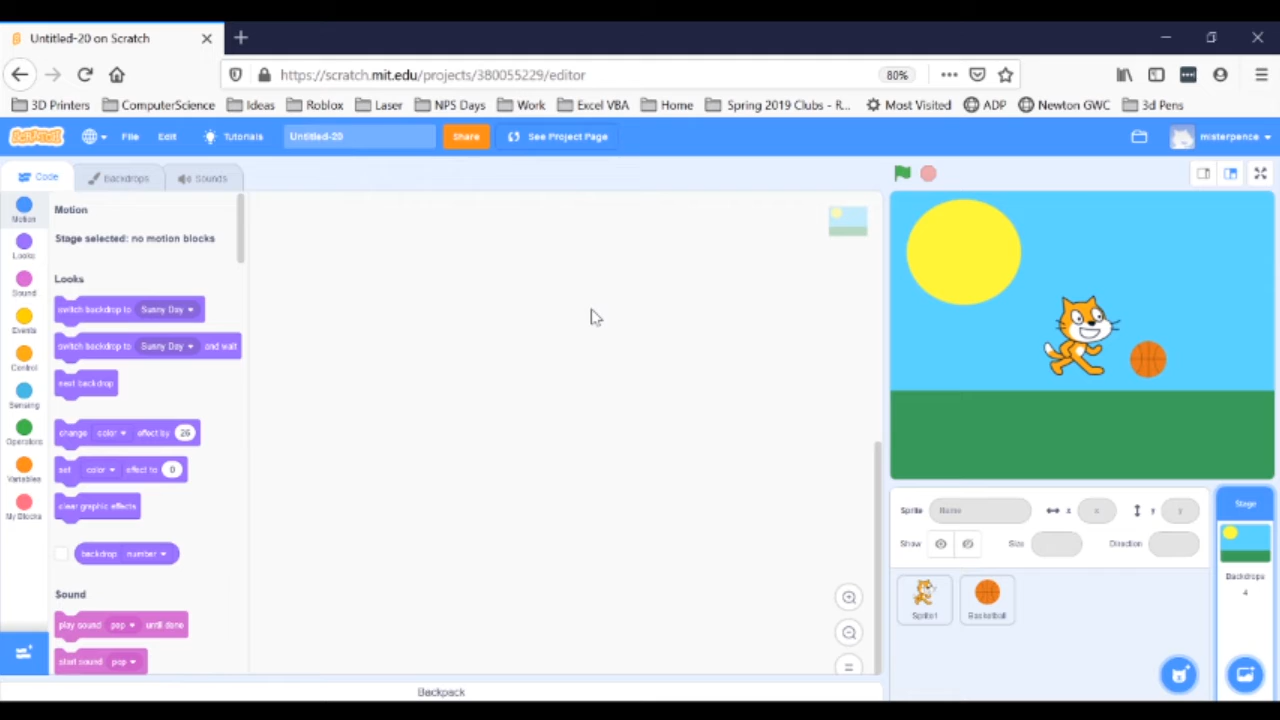 Untitled-20 on Scratch
https://scratch.mit.edu/projects/380055229/editor
80%
3D Printers
ComputerScience
Ideas
Roblox
Laser
NPS Days
Work
Excel VBA
Home
Spring 2019 Clubs - R...
Most Visited
ADP
Newton GWC
3d Pens
SCRATCH
File
Edit
Tutorials
Untitled-20
Share
See Project Page
misterpence
Code
Backdrops
Sounds
Motion
Looks
Sound
Events
Control
Sensing
Operators
Variables
My Blocks
Motion
Stage selected: no motion blocks
Looks
switch backdrop to Sunny Day
switch backdrop to Sunny Day and wait
next backdrop
change color effect by 25
set color effect to 0
clear graphic effects
backdrop number
Sound
play sound pop until done
start sound pop
Backpack
Sprite Name x x y y
Show Size Direction
Sprite1
Basketball
Stage
Backdrops
4